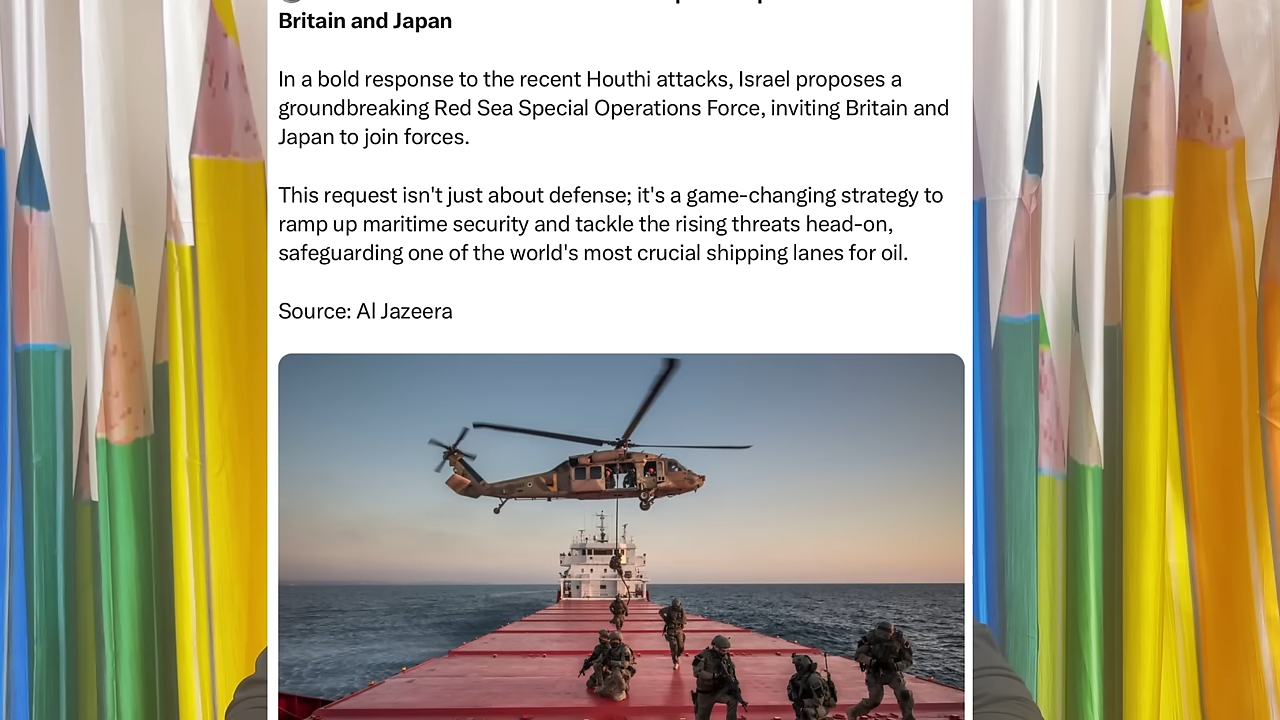 Britain and Japan
In a bold response to the recent Houthi attacks, Israel proposes a
groundbreaking Red Sea Special Operations Force, inviting Britain and
Japan to join forces.
This request isn't just about defense; it's a game-changing strategy to
ramp up maritime security and tackle the rising threats head-on,
safeguarding one of the world's most crucial shipping lanes for oil.
Source: Al Jazeera